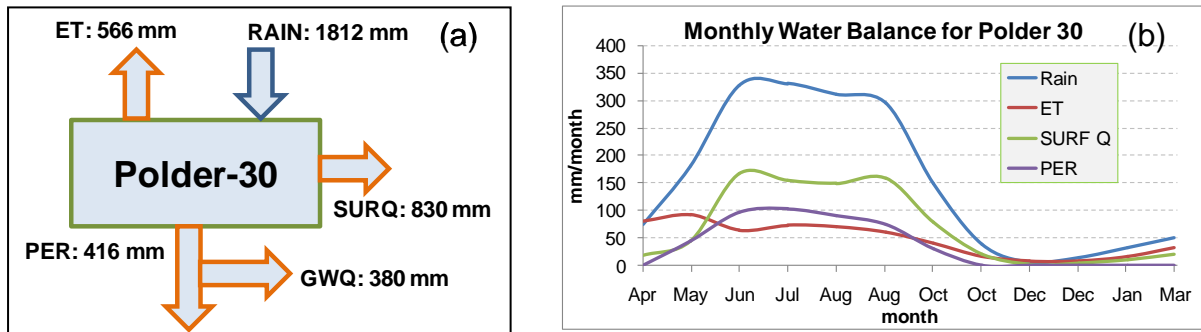 ET: 566 mm
RAIN: 1812 mm
(a)
Polder-30
SURQ: 830 mm
PER: 416 mm
GWQ: 380 mm
Monthly Water Balance for Polder 30
(b)
400
350
300
250
200
150
100
50
0
mm/month
Rain
ET
SURF Q
PER
Apr May Jun Jul Aug Aug Oct Oct Dec Dec Jan Mar
month